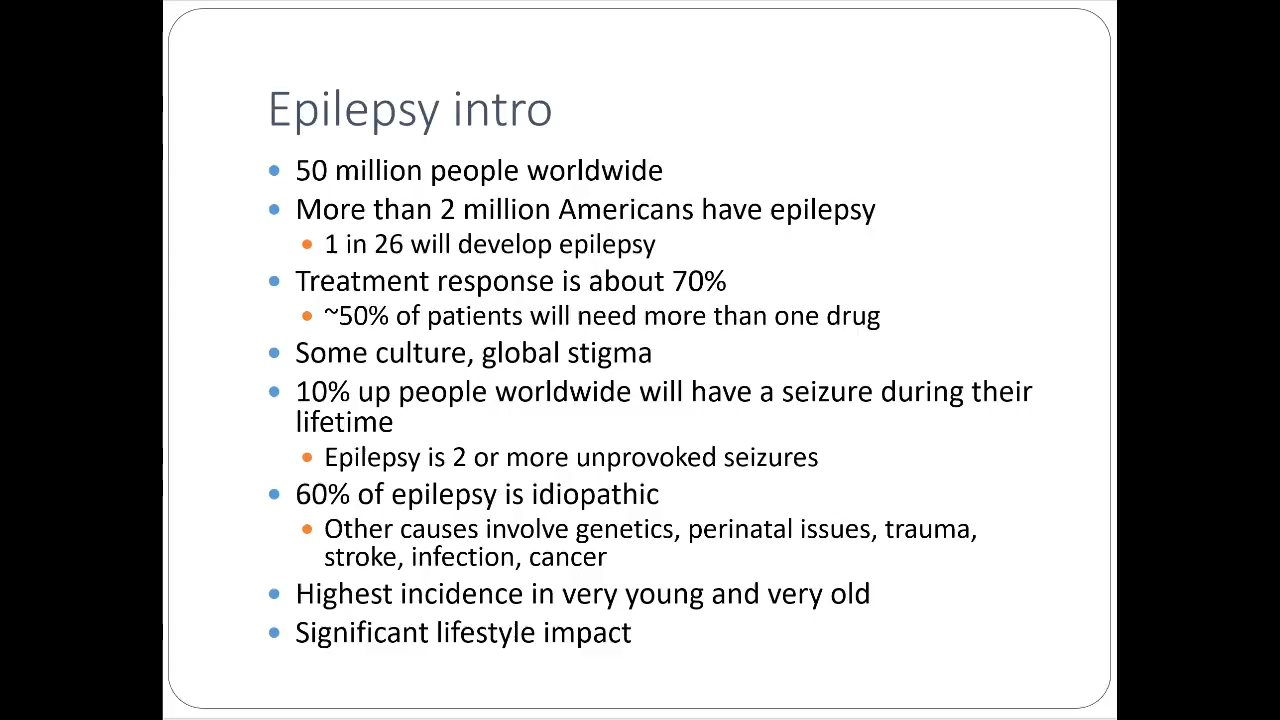 Epilepsy intro
• 50 million people worldwide
• More than 2 million Americans have epilepsy
• 1 in 26 will develop epilepsy
• Treatment response is about 70%
• ~50% of patients will need more than one drug
• Some culture, global stigma
• 10% up people worldwide will have a seizure during their
lifetime
• Epilepsy is 2 or more unprovoked seizures
• 60% of epilepsy is idiopathic
• Other causes involve genetics, perinatal issues, trauma,
stroke, infection, cancer
• Highest incidence in very young and very old
• Significant lifestyle impact